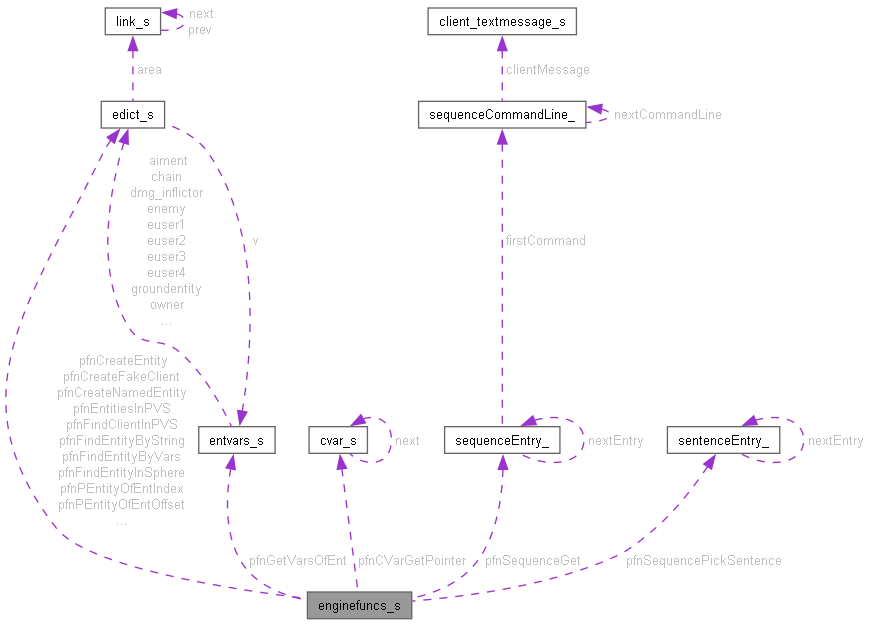 link_s
next
prev
client_textmessage_s
area
clientMessage
edict_s
sequenceCommandLine_
nextCommandLine
aiment
chain
dmg_inflictor
enemy
euser1
euser2
euser3
euser4
groundentity
owner
...
v
firstCommand
pfnCreateEntity
pfnCreateFakeClient
pfnCreateNamedEntity
pfnEntitiesInPVS
pfnFindClientInPVS
pfnFindEntityByString
pfnFindEntityByVars
pfnFindEntityInSphere
pfnPEntityOfEntIndex
pfnPEntityOfEntOffset
...
entvars_s
cvar_s
next
sequenceEntry_
nextEntry
sentenceEntry_
nextEntry
pfnGetVarsOfEnt
pfnCVarGetPointer
pfnSequenceGet
pfnSequencePickSentence
enginefuncs_s